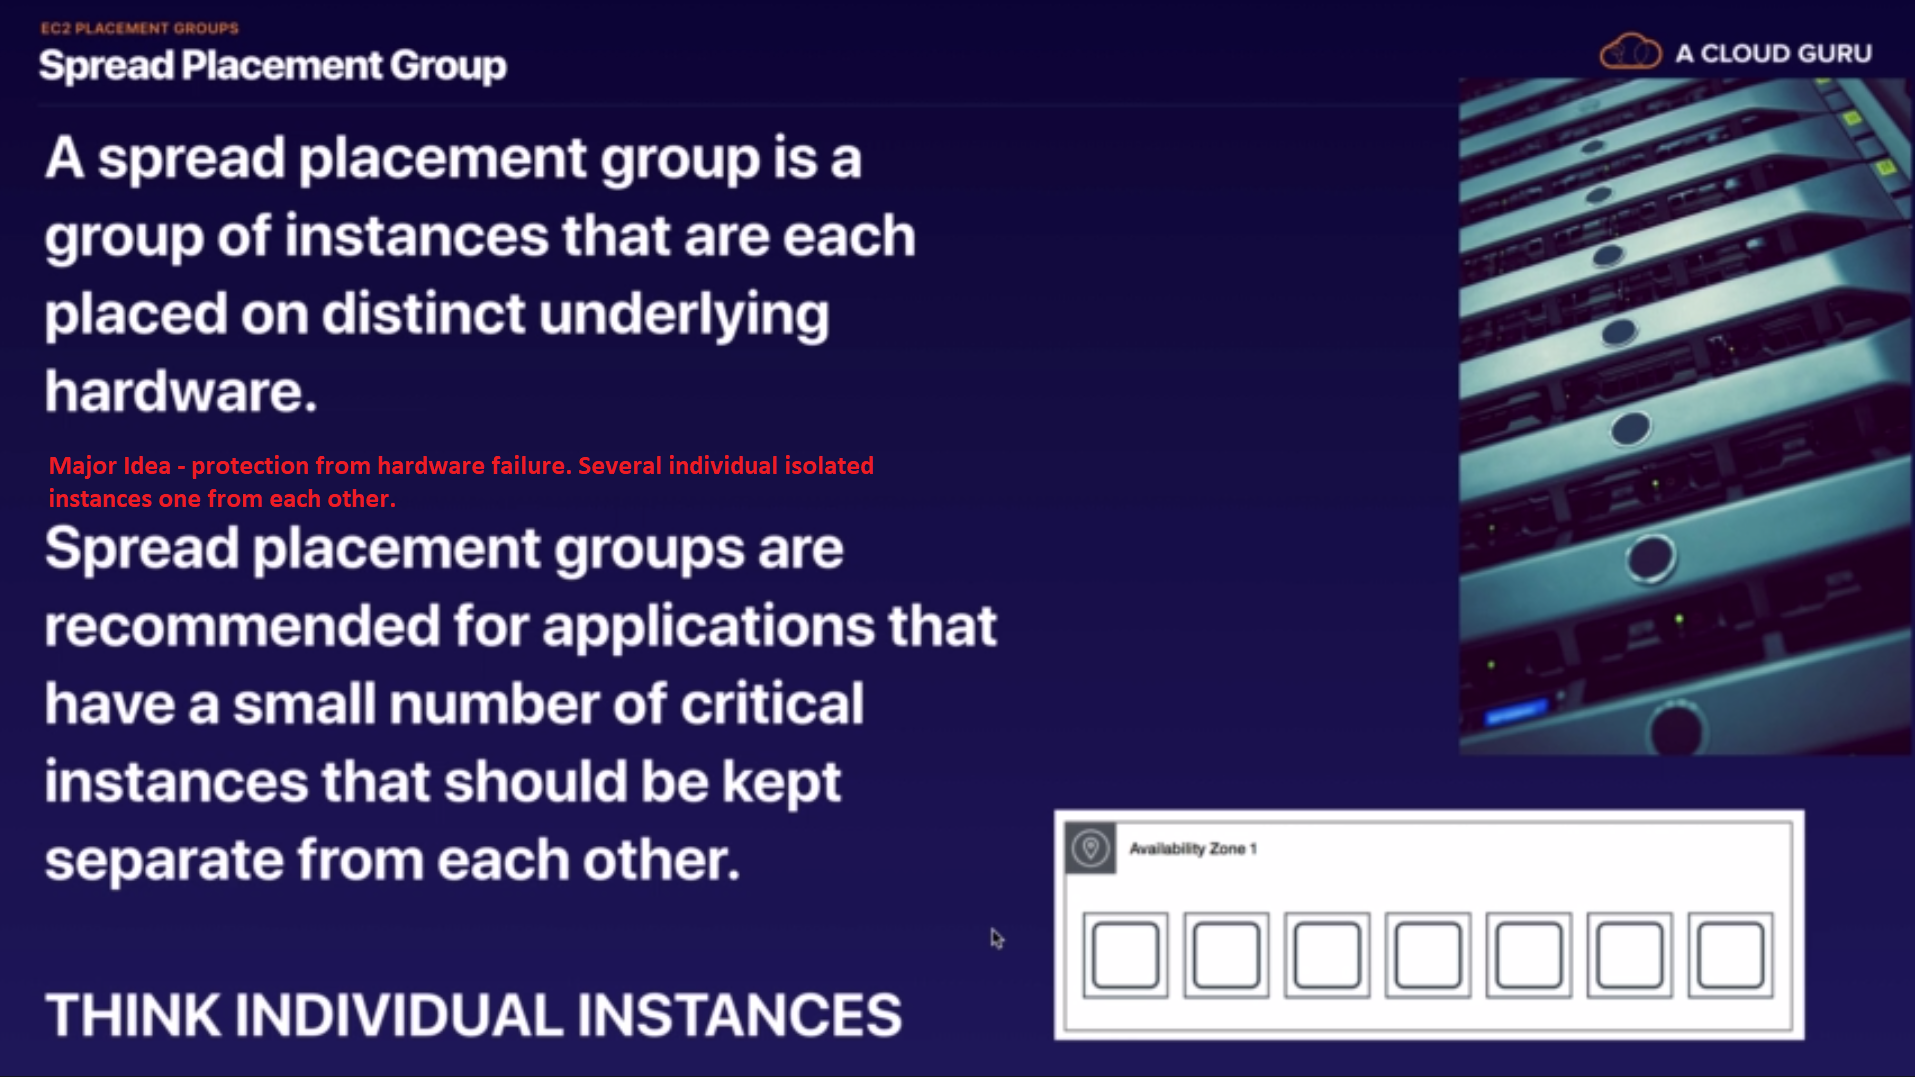 EC2 PLACEMENT GROUPS
Spread Placement Group
A CLOUD GURU
A spread placement group is a
group of instances that are each
placed on distinct underlying
hardware.
Major Idea - protection from hardware failure. Several individual isolated
instances one from each other.
Spread placement groups are
recommended for applications that
have a small number of critical
instances that should be kept
separate from each other.
THINK INDIVIDUAL INSTANCES
Availability Zone 1